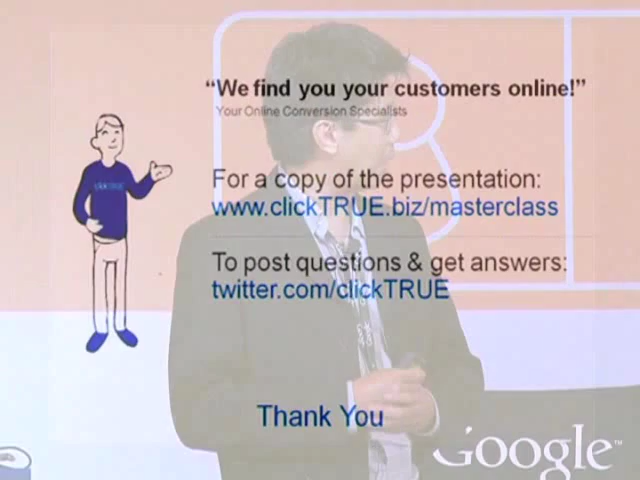 “We find you your customers online!”
Your Online Conversion Specialists
For a copy of the presentation:
www.clickTRUE.biz/masterclass
To post questions & get answers:
twitter.com/clickTRUE
Thank You
Google™